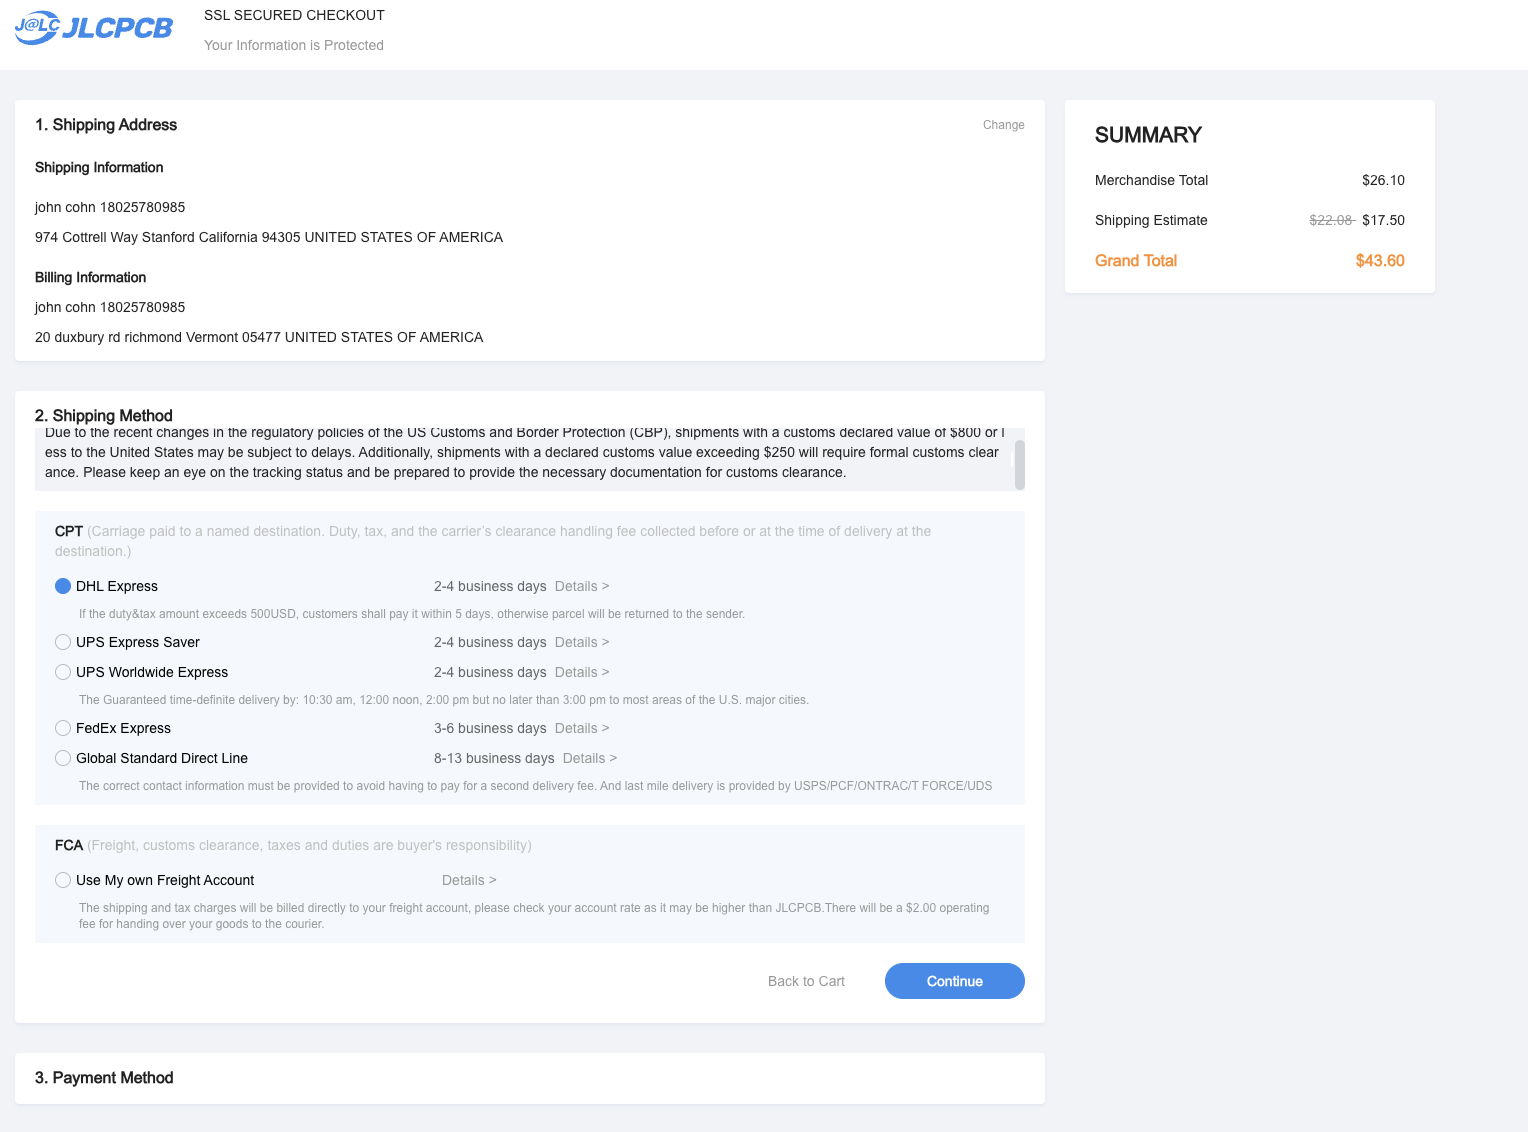 J@LC JLCPCB
SSL SECURED CHECKOUT
Your Information is Protected
1. Shipping Address
Change
Shipping Information
john cohn 18025780985
974 Cottrell Way Stanford California 94305 UNITED STATES OF AMERICA
Billing Information
john cohn 18025780985
20 duxbury rd richmond Vermont 05477 UNITED STATES OF AMERICA
SUMMARY
Merchandise Total $26.10
Shipping Estimate $22.08 $17.50
Grand Total $43.60
2. Shipping Method
Due to the recent changes in the regulatory policies of the US Customs and Border Protection (CBP), shipments with a customs declared value of $800 or l
ess to the United States may be subject to delays. Additionally, shipments with a declared customs value exceeding $250 will require formal customs clear
ance. Please keep an eye on the tracking status and be prepared to provide the necessary documentation for customs clearance.
CPT (Carriage paid to a named destination. Duty, tax, and the carrier's clearance handling fee collected before or at the time of delivery at the
destination.)
DHL Express 2-4 business days Details >
If the duty&tax amount exceeds 500USD, customers shall pay it within 5 days, otherwise parcel will be returned to the sender.
UPS Express Saver 2-4 business days Details >
UPS Worldwide Express 2-4 business days Details >
The Guaranteed time-definite delivery by: 10:30 am, 12:00 noon, 2:00 pm but no later than 3:00 pm to most areas of the U.S. major cities.
FedEx Express 3-6 business days Details >
Global Standard Direct Line 8-13 business days Details >
The correct contact information must be provided to avoid having to pay for a second delivery fee. And last mile delivery is provided by USPS/PCF/ONTRAC/T FORCE/UDS
FCA (Freight, customs clearance, taxes and duties are buyer's responsibility)
Use My own Freight Account Details >
The shipping and tax charges will be billed directly to your freight account, please check your account rate as it may be higher than JLCPCB.There will be a $2.00 operating
fee for handing over your goods to the courier.
Back to Cart Continue
3. Payment Method